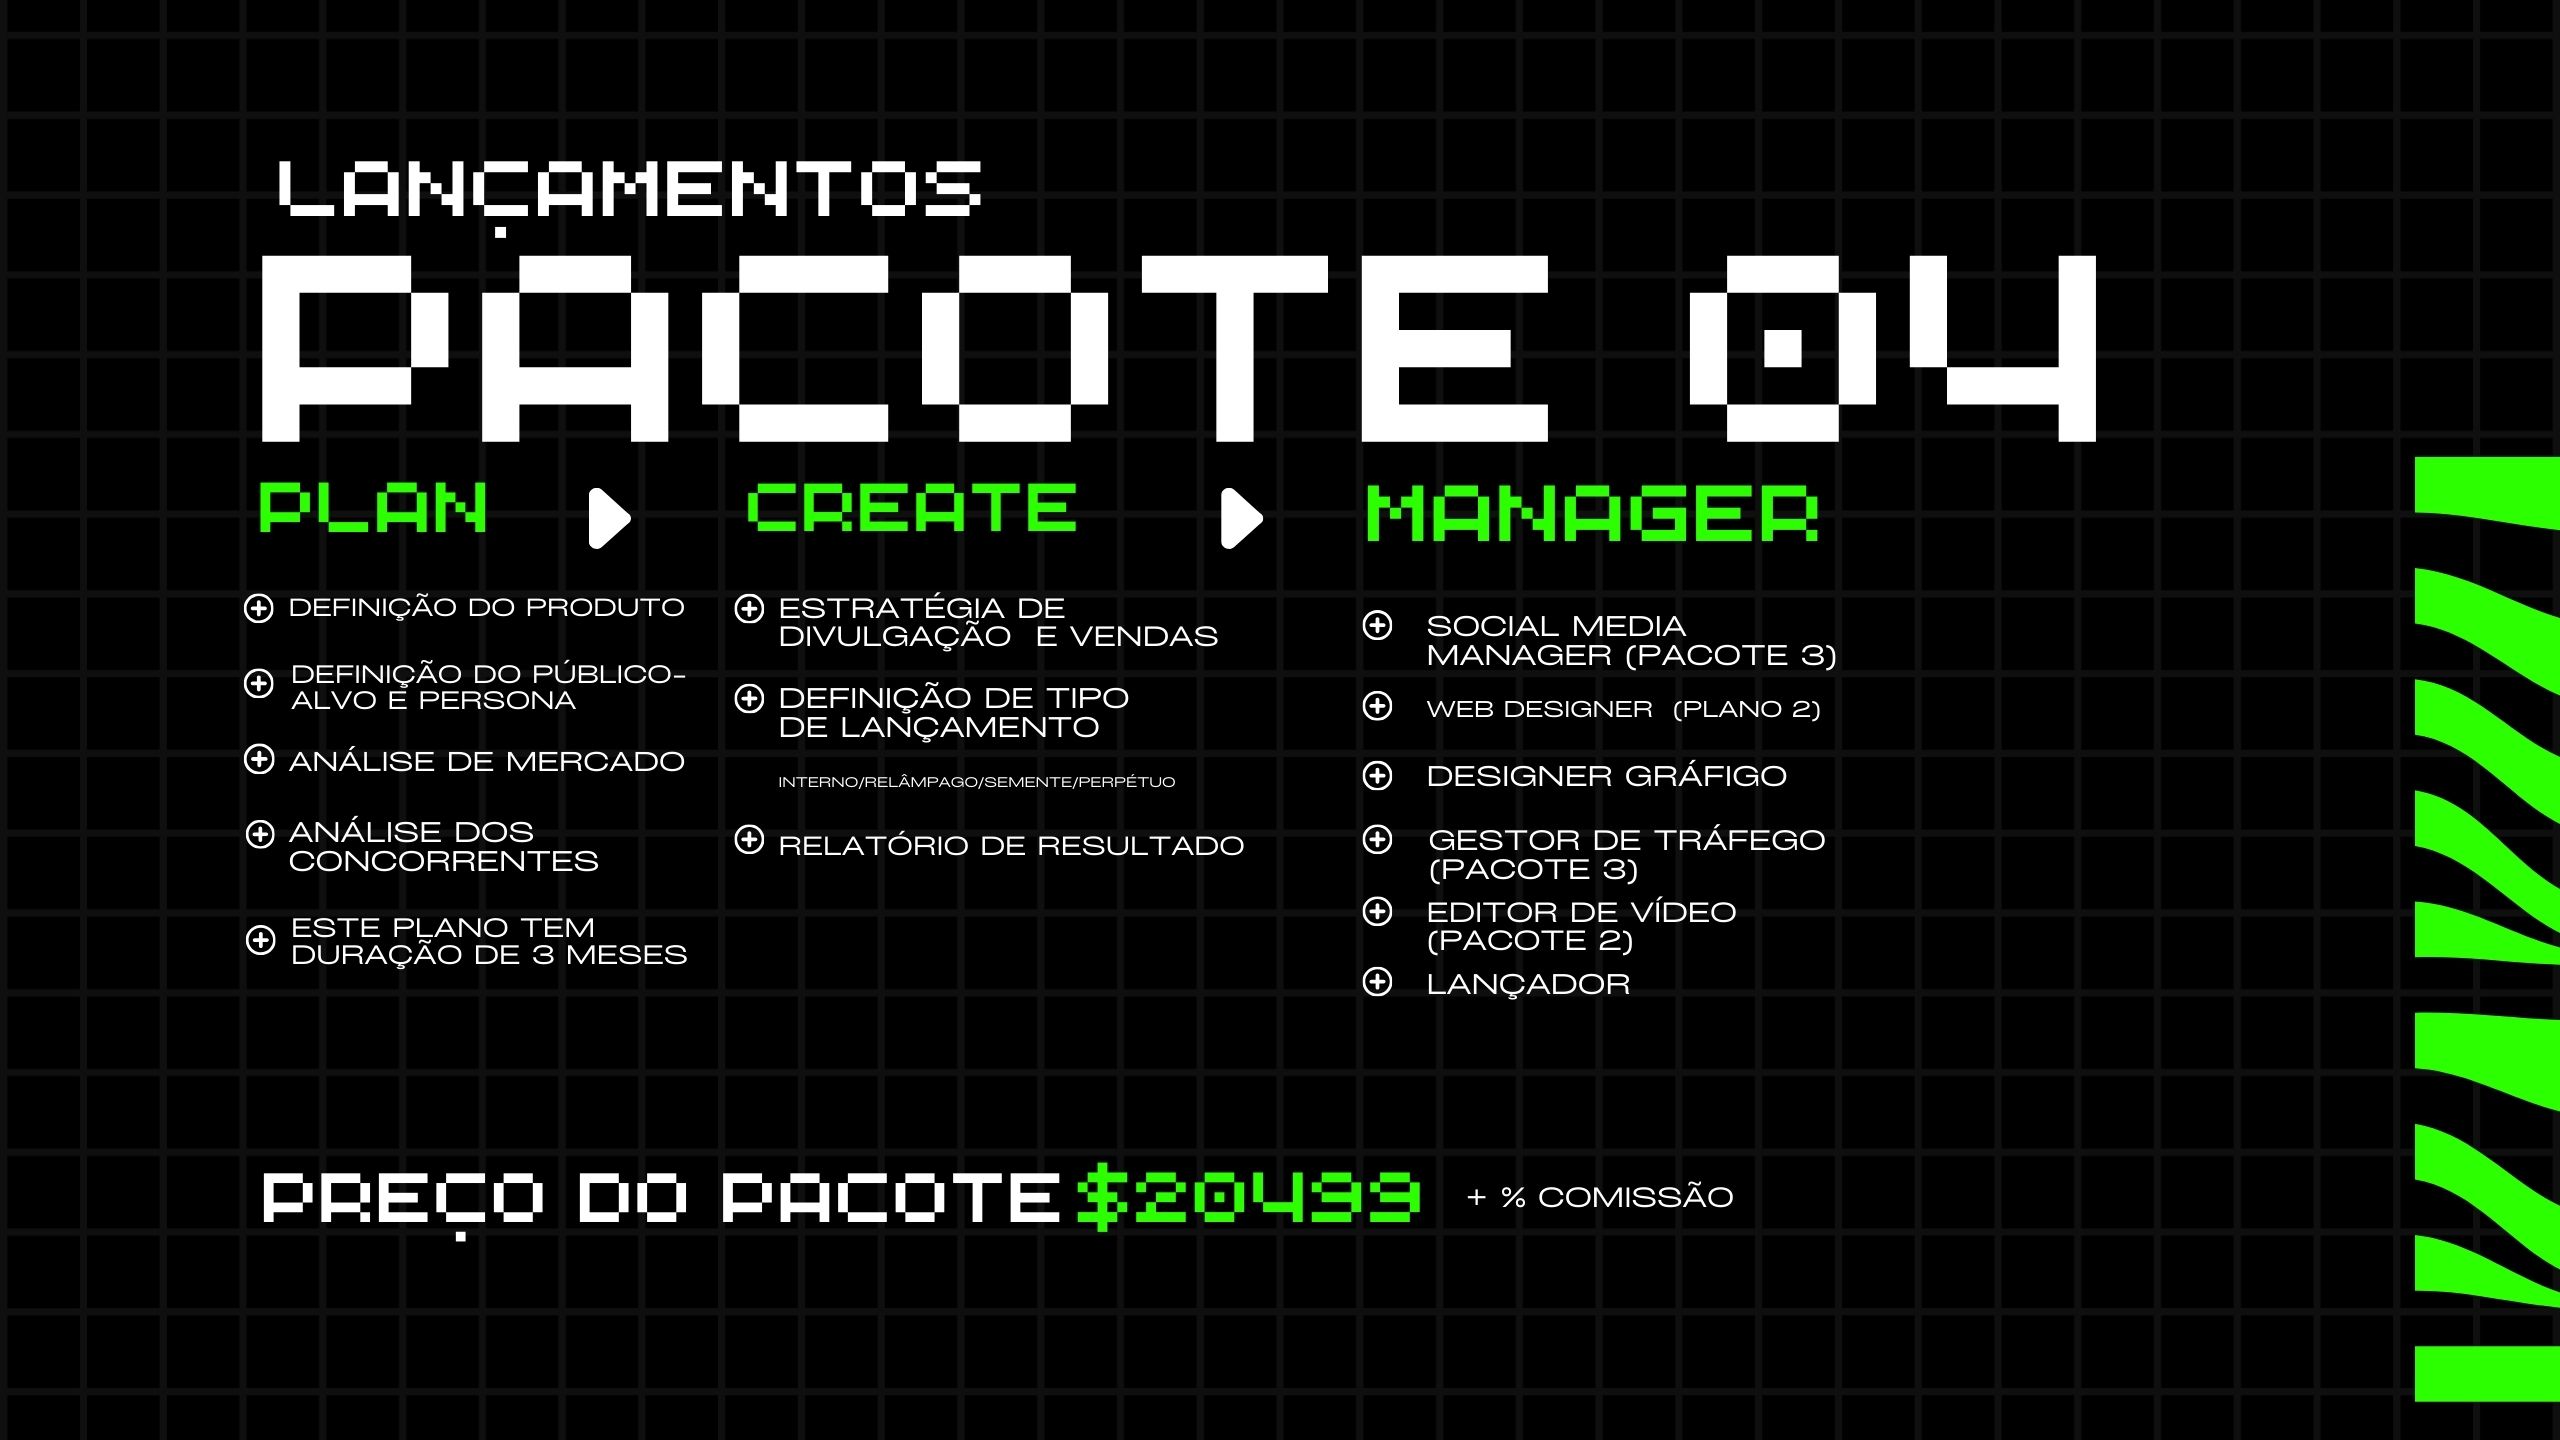 LANÇAMENTOS
PACOTE 04
PLAN
DEFINIÇÃO DO PRODUTO
DEFINIÇÃO DO PÚBLICO-
ALVO E PERSONA
ANÁLISE DE MERCADO
ANÁLISE DOS
CONCORRENTES
ESTE PLANO TEM
DURAÇÃO DE 3 MESES
CREATE
ESTRATÉGIA DE
DIVULGAÇÃO E VENDAS
DEFINIÇÃO DE TIPO
DE LANÇAMENTO
INTERNO/RELÂMPAGO/SEMENTE/PERPÉTUO
RELATÓRIO DE RESULTADO
MANAGER
SOCIAL MEDIA
MANAGER (PACOTE 3)
WEB DESIGNER (PLANO 2)
DESIGNER GRÁFIGO
GESTOR DE TRÁFEGO
(PACOTE 3)
EDITOR DE VÍDEO
(PACOTE 2)
LANÇADOR
PREÇO DO PACOTE $20499 + % COMISSÃO